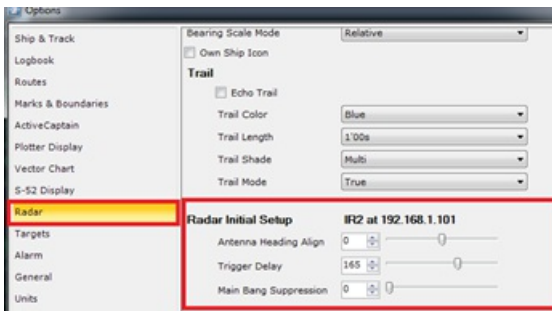 Options
Ship & Track
Logbook
Routes
Marks & Boundaries
ActiveCaptain
Plotter Display
Vector Chart
S-52 Display
Radar
Targets
Alarm
General
Units
Bearing Scale Mode Relative
Own Ship Icon
Trail
Echo Trail
Trail Color Blue
Trail Length 1'00s
Trail Shade Multi
Trail Mode True
Radar Initial Setup IR2 at 192.168.1.101
Antenna Heading Align 0
Trigger Delay 165
Main Bang Suppression 0